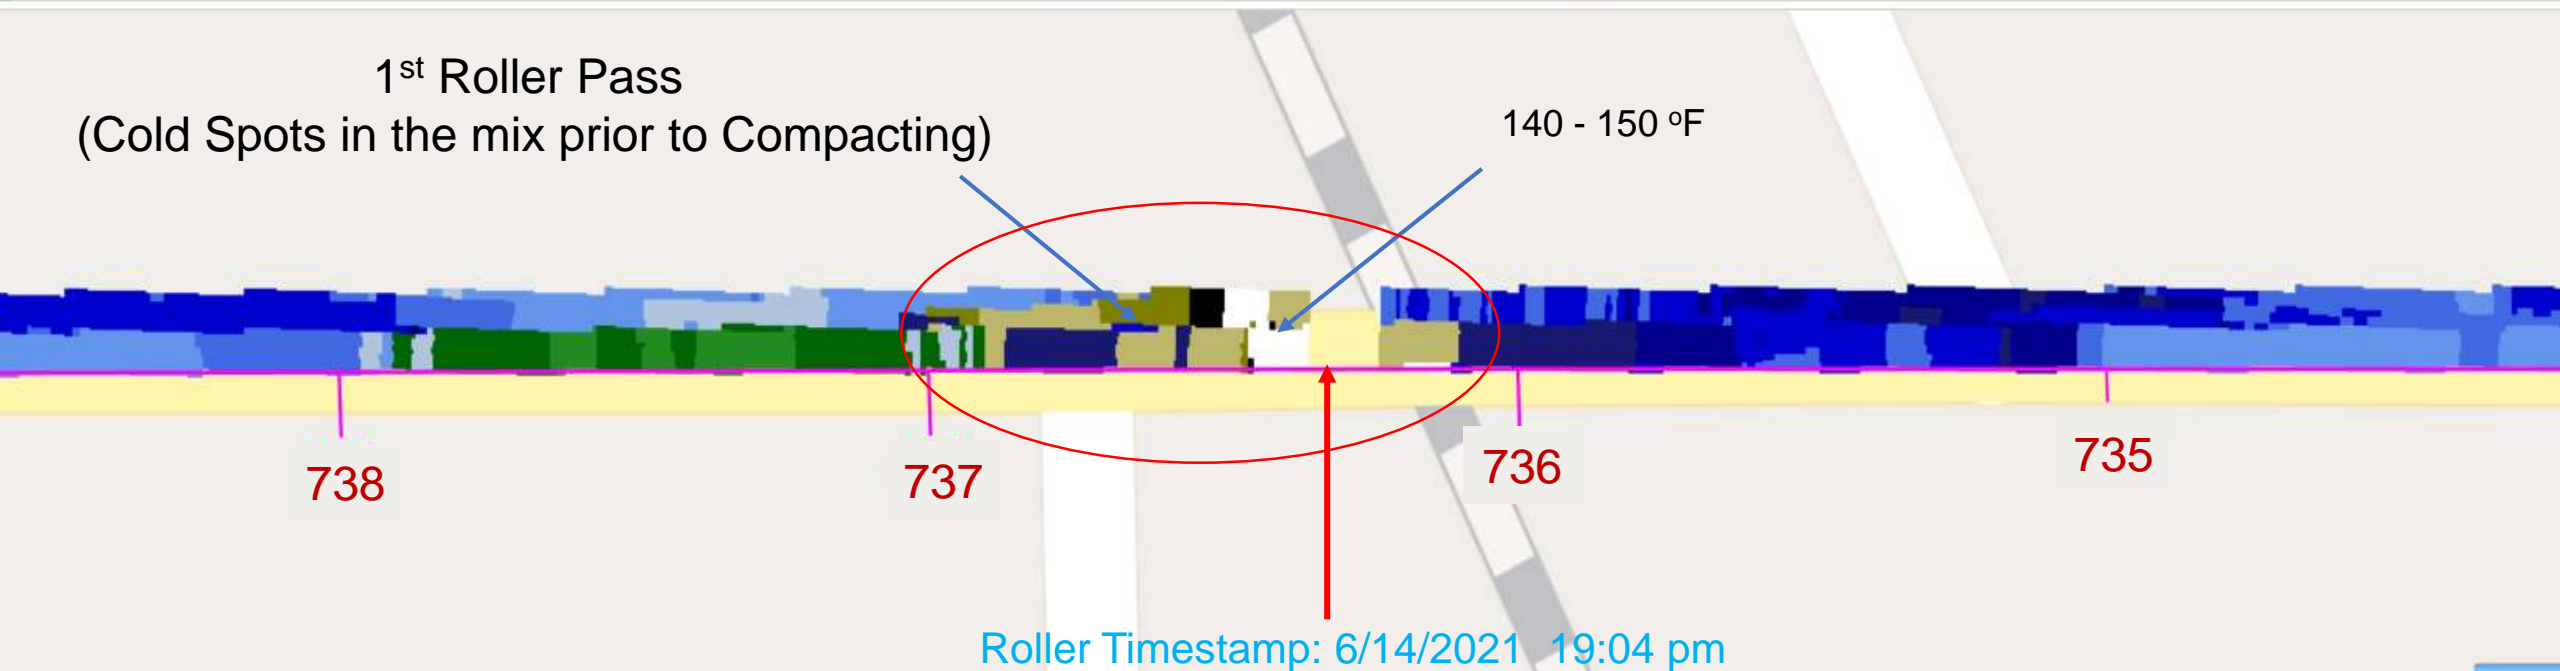 1st Roller Pass
(Cold Spots in the mix prior to Compacting)
140 - 150 oF
738
737
736
735
Roller Timestamp: 6/14/2021 19:04 pm